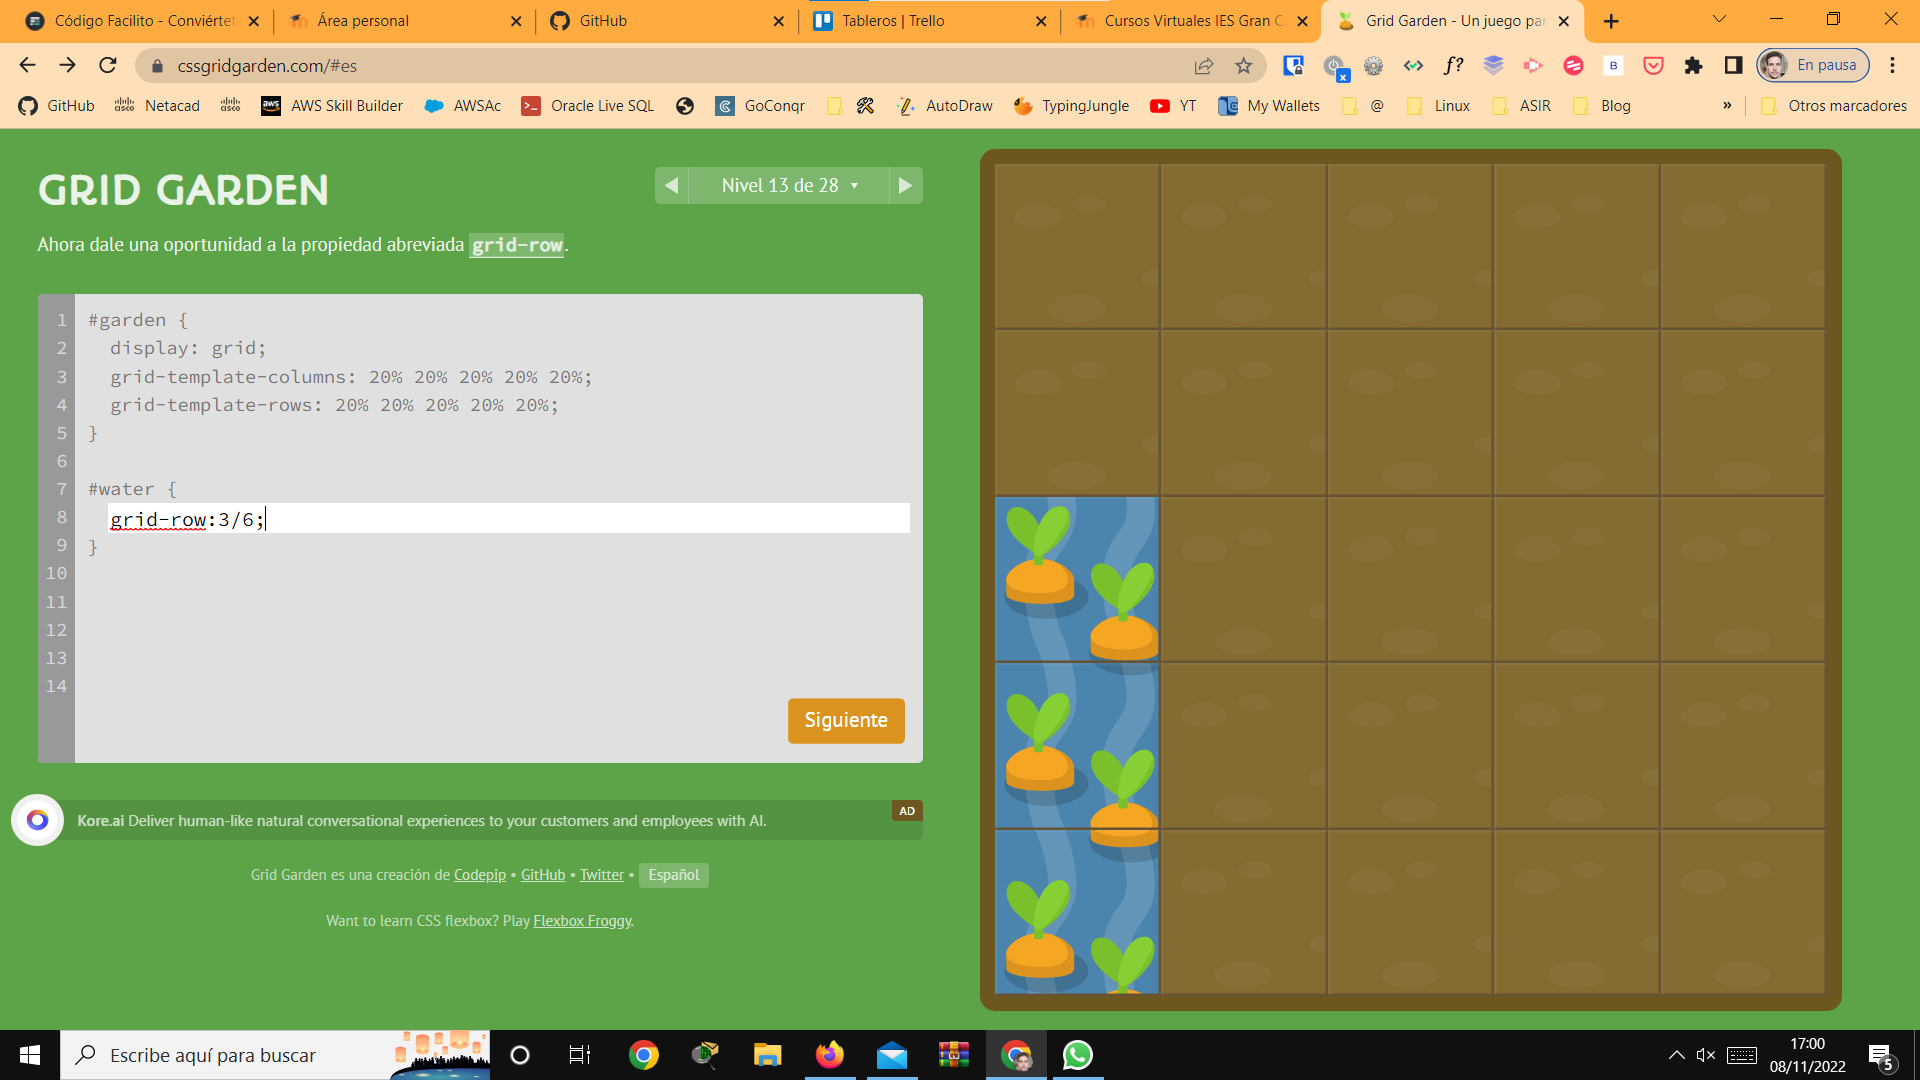 Código Facilito - Conviértet
Área personal
GitHub
Tableros | Trello
Cursos Virtuales IES Gran C
Grid Garden - Un juego par
cssgridgarden.com/#es
f?
x
B
En pausa
GitHub
Netacad
AWS Skill Builder
AWSAc
Oracle Live SQL
GoConqr
AutoDraw
TypingJungle
YT
My Wallets
@
Linux
ASIR
Blog
»
Otros marcadores
GRID GARDEN
Nivel 13 de 28
Ahora dale una oportunidad a la propiedad abreviada grid-row.
1 #garden {
2 display: grid;
3 grid-template-columns: 20% 20% 20% 20% 20%;
4 grid-template-rows: 20% 20% 20% 20% 20%;
5 }
6
7 #water {
8 grid-row:3/6;
9 }
10
11
12
13
14
Siguiente
Kore.ai Deliver human-like natural conversational experiences to your customers and employees with AI.
AD
Grid Garden es una creación de Codepip • GitHub • Twitter • Español
Want to learn CSS flexbox? Play Flexbox Froggy.
Escribe aquí para buscar
17:00
08/11/2022
5